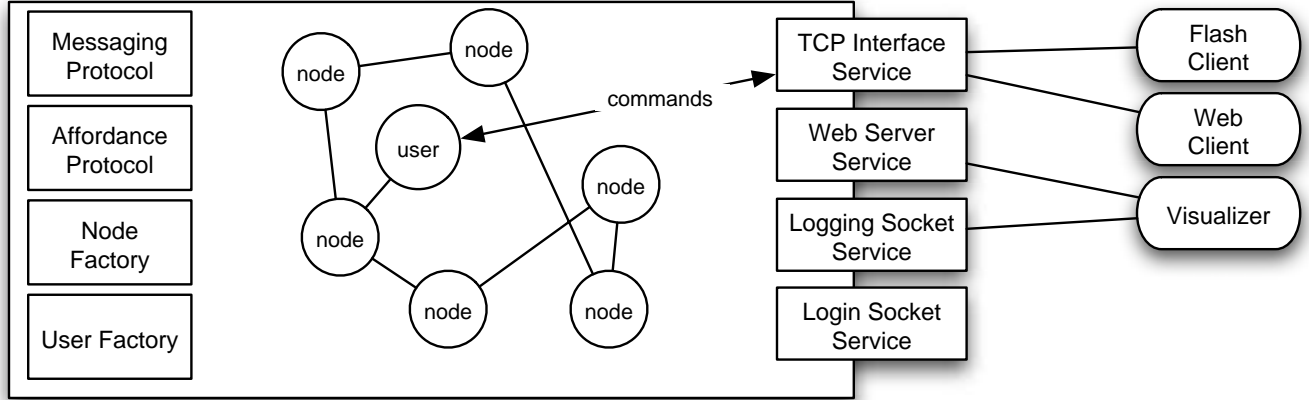 Messaging
Protocol
Affordance
Protocol
Node
Factory
User Factory
node
node
user
node
node
node
node
commands
TCP Interface
Service
Web Server
Service
Logging Socket
Service
Login Socket
Service
Flash
Client
Web
Client
Visualizer